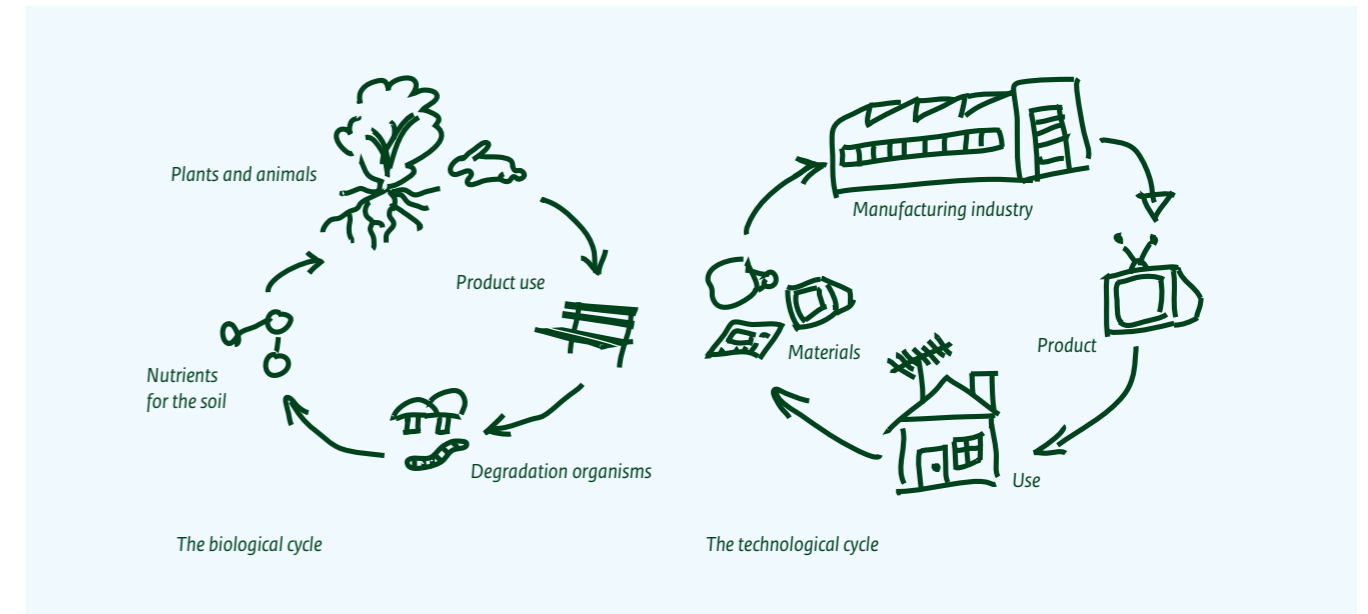 Plants and animals
Product use
Nutrients
for the soil
Degradation organisms
The biological cycle
Manufacturing industry
Materials
Product
Use
The technological cycle